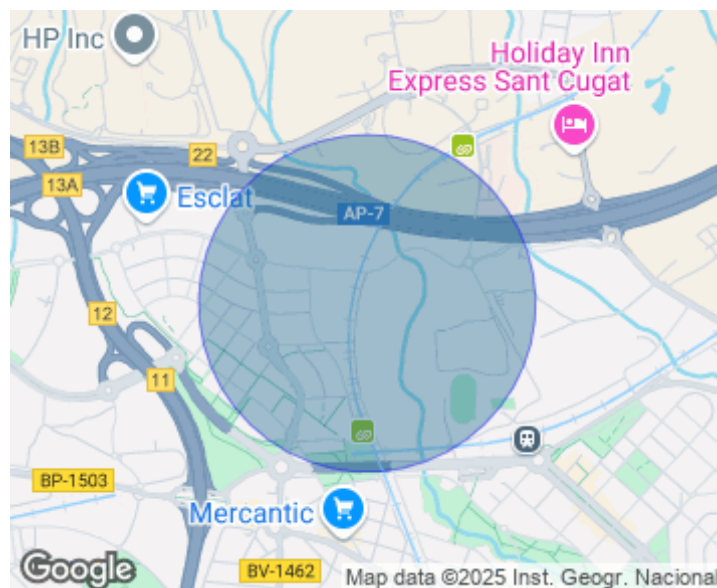 HP Inc
Holiday Inn
Express Sant Cugat
13B
22
13A
Esclat
AP-7
12
11
BP-1503
Mercantic
BV-1462
Google
Map data ©2025 Inst. Geogr. Nacional